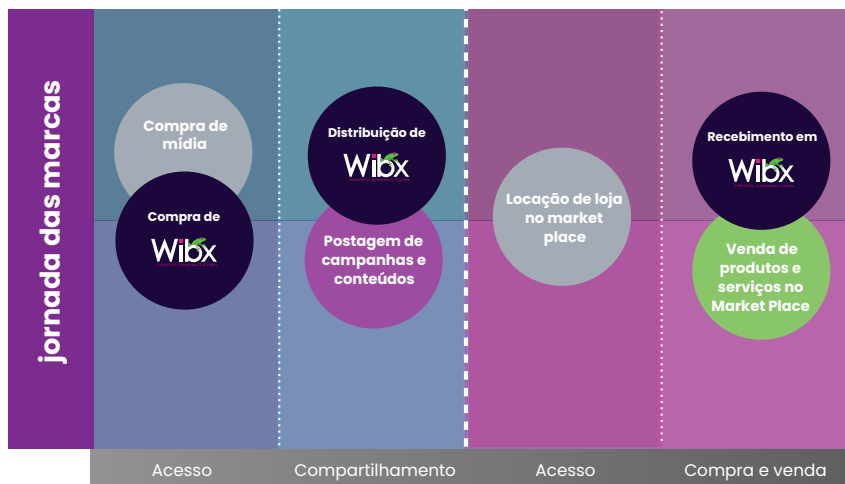 jornada das marcas
Compra de
mídia
Compra de
Wibx
Distribuição de
Wibx
Postagem de
campanhas e
conteúdos
Locação de loja
no market
place
Recebimento em
Wibx
Venda de
produtos e
serviços no
Market Place
Acesso
Compartilhamento
Acesso
Compra e venda